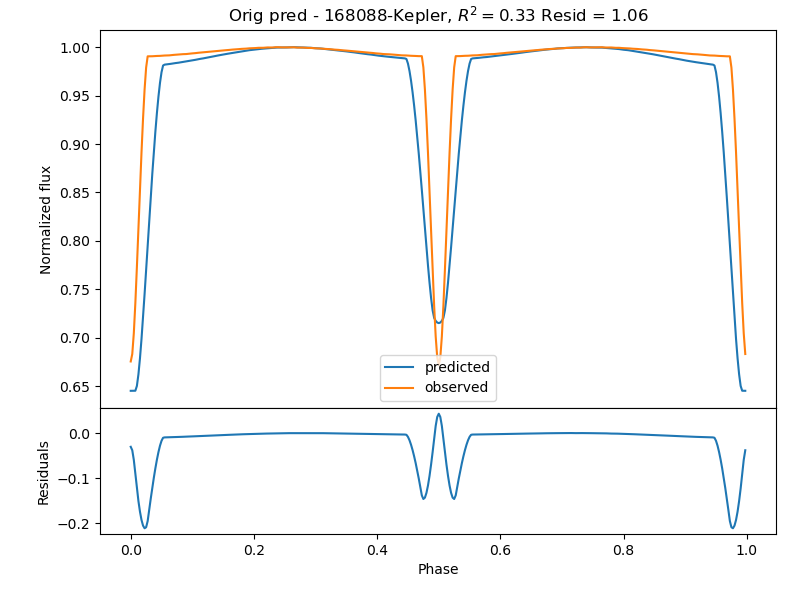 Orig pred - 168088-Kepler, R² = 0.33 Resid = 1.06
Normalized flux
1.00
0.95
0.90
0.85
0.80
0.75
0.70
0.65
predicted
observed
Residuals
0.0
−0.1
−0.2
0.0 0.2 0.4 0.6 0.8 1.0
Phase